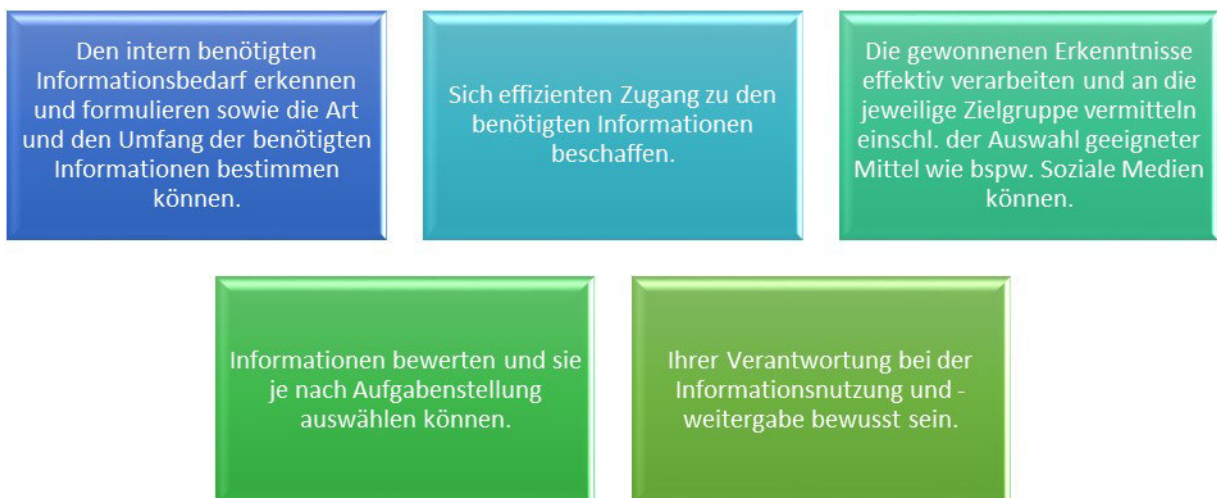 Den intern benötigten
Informationsbedarf erkennen
und formulieren sowie die Art
und den Umfang der benötigten
Informationen bestimmen
können.
Sich effizienten Zugang zu den
benötigten Informationen
beschaffen.
Die gewonnenen Erkenntnisse
effektiv verarbeiten und an die
jeweilige Zielgruppe vermitteln
einschl. der Auswahl geeigneter
Mittel wie bspw. Soziale Medien
können.
Informationen bewerten und sie
je nach Aufgabenstellung
auswählen können.
Ihrer Verantwortung bei der
Informationsnutzung und -
weitergabe bewusst sein.